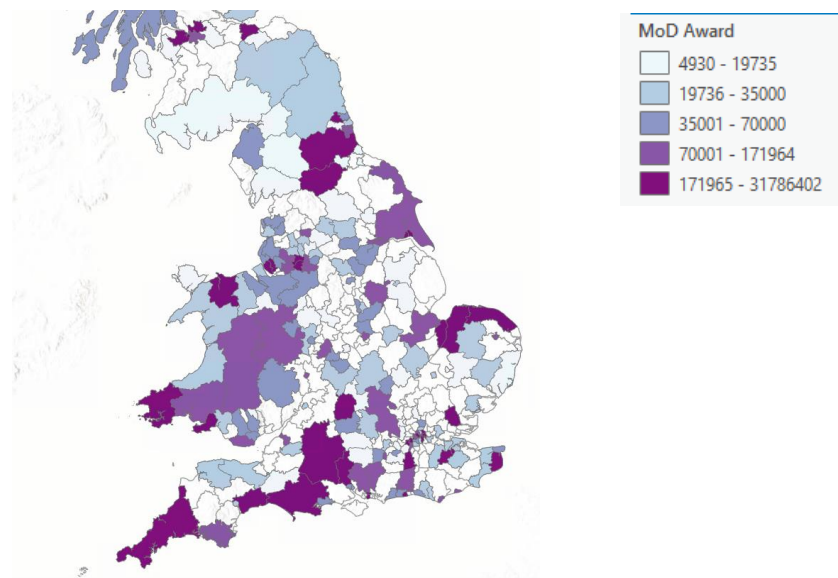 MoD Award
4930 - 19735
19736 - 35000
35001 - 70000
70001 - 171964
171965 - 31786402